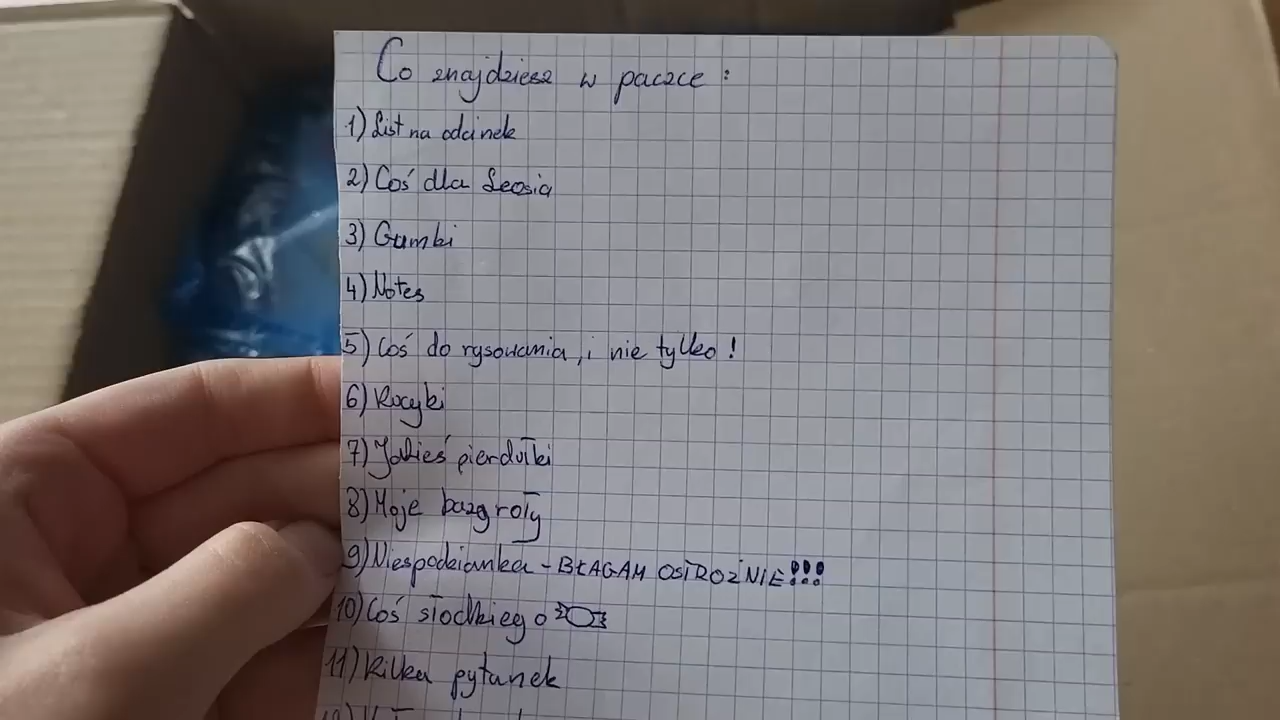 Co znajdziesz w paczce:
1) List na odcinek
2) Coś dla Leosia
3) Gumki
4) Notes
5) Coś do rysowania, i nie tylko!
6) Kocyki
7) Jakieś pierdułki
8) Moje bazgroły
9) Niespodzianka - BŁAGAM OSTROŻNIE!!!
10) Coś słodkiego
11) Kilka pytanek